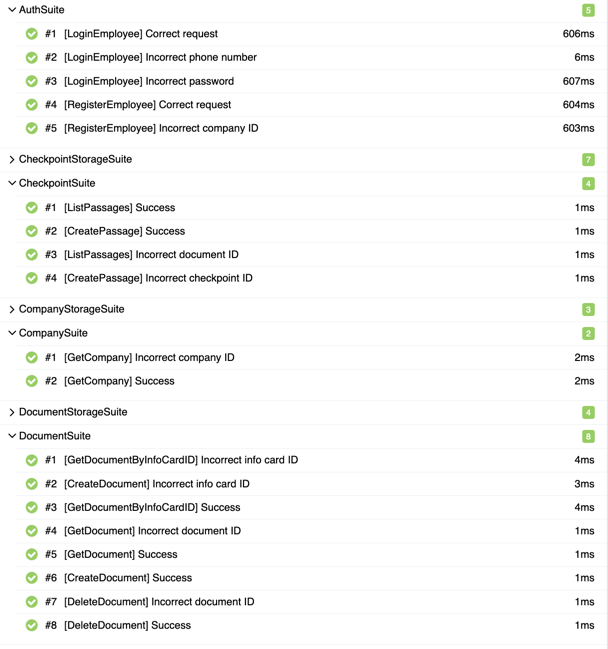 AuthSuite 5
#1 [LoginEmployee] Correct request 606ms
#2 [LoginEmployee] Incorrect phone number 6ms
#3 [LoginEmployee] Incorrect password 607ms
#4 [RegisterEmployee] Correct request 604ms
#5 [RegisterEmployee] Incorrect company ID 603ms
CheckpointStorageSuite 7
CheckpointSuite 4
#1 [ListPassages] Success 1ms
#2 [CreatePassage] Success 1ms
#3 [ListPassages] Incorrect document ID 1ms
#4 [CreatePassage] Incorrect checkpoint ID 1ms
CompanyStorageSuite 3
CompanySuite 2
#1 [GetCompany] Incorrect company ID 2ms
#2 [GetCompany] Success 2ms
DocumentStorageSuite 4
DocumentSuite 8
#1 [GetDocumentByInfoCardID] Incorrect info card ID 4ms
#2 [CreateDocument] Incorrect info card ID 3ms
#3 [GetDocumentByInfoCardID] Success 4ms
#4 [GetDocument] Incorrect document ID 1ms
#5 [GetDocument] Success 1ms
#6 [CreateDocument] Success 1ms
#7 [DeleteDocument] Incorrect document ID 1ms
#8 [DeleteDocument] Success 1ms